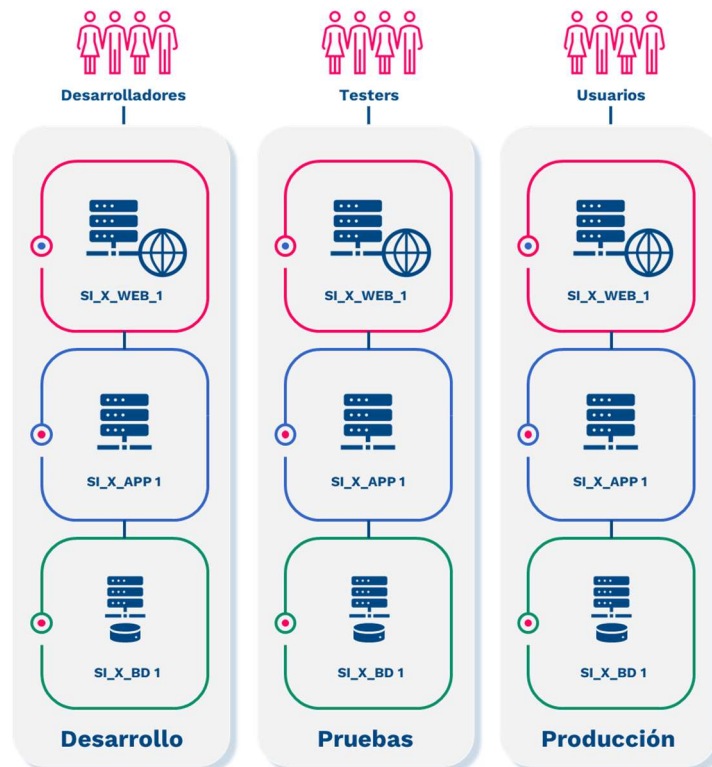 Desarrolladores
Testers
Usuarios
SI_X_WEB_1
SI_X_WEB_1
SI_X_WEB_1
SI_X_APP 1
SI_X_APP 1
SI_X_APP 1
SI_X_BD 1
SI_X_BD 1
SI_X_BD 1
Desarrollo
Pruebas
Producción